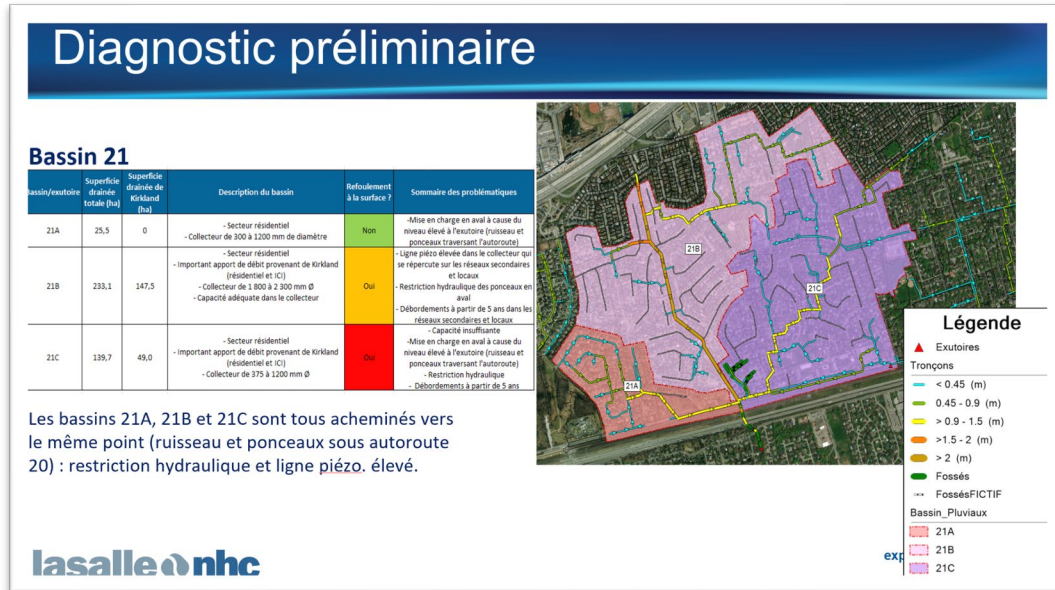 Diagnostic préliminaire
Bassin 21
Bassin/exutoire
Superficie
drainée
totale (ha)
Superficie
drainée de
Kirkland
(ha)
Description du bassin
Refoulement
à la surface ?
Sommaire des problématiques
21A
25,5
0
- Secteur résidentiel
- Collecteur de 300 à 1200 mm de diamètre
Non
-Mise en charge en aval à cause du
niveau élevé à l'exutoire (ruisseau et
ponceaux traversant l'autoroute)
21B
233,1
147,5
- Secteur résidentiel
- Important apport de débit provenant de Kirkland
(résidentiel et ICI)
- Collecteur de 1 800 à 2 300 mm Ø
- Capacité adéquate dans le collecteur
Oui
- Ligne piézo élevée dans le collecteur qui
se répercute sur les réseaux secondaires
et locaux
- Restriction hydraulique des ponceaux en
aval
- Débordements à partir de 5 ans dans les
réseaux secondaires et locaux
21C
139,7
49,0
- Secteur résidentiel
- Important apport de débit provenant de Kirkland
(résidentiel et ICI)
- Collecteur de 375 à 1200 mm Ø
Oui
- Capacité insuffisante
-Mise en charge en aval à cause du
niveau élevé à l'exutoire (ruisseau et
ponceaux traversant l'autoroute)
- Restriction hydraulique
- Débordements à partir de 5 ans
Les bassins 21A, 21B et 21C sont tous acheminés vers
le même point (ruisseau et ponceaux sous autoroute
20) : restriction hydraulique et ligne piézo. élevé.
21B
21C
21A
Légende
Exutoires
Tronçons
< 0.45 (m)
0.45 - 0.9 (m)
> 0.9 - 1.5 (m)
>1.5 - 2 (m)
> 2 (m)
Fossés
FossésFICTIF
Bassin_Pluviaux
21A
21B
21C
lasalle nhc
exp